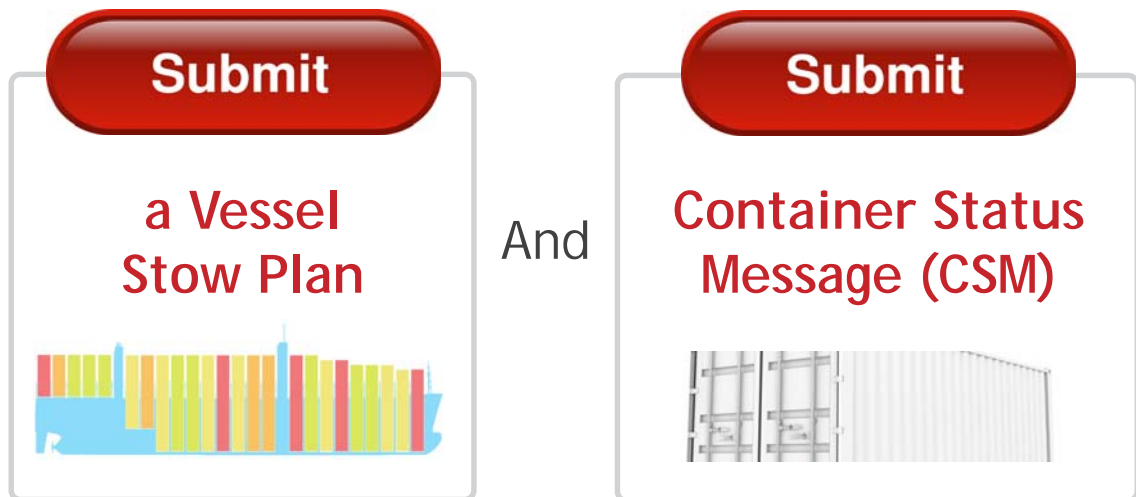 Submit
a Vessel
Stow Plan
And
Submit
Container Status
Message (CSM)